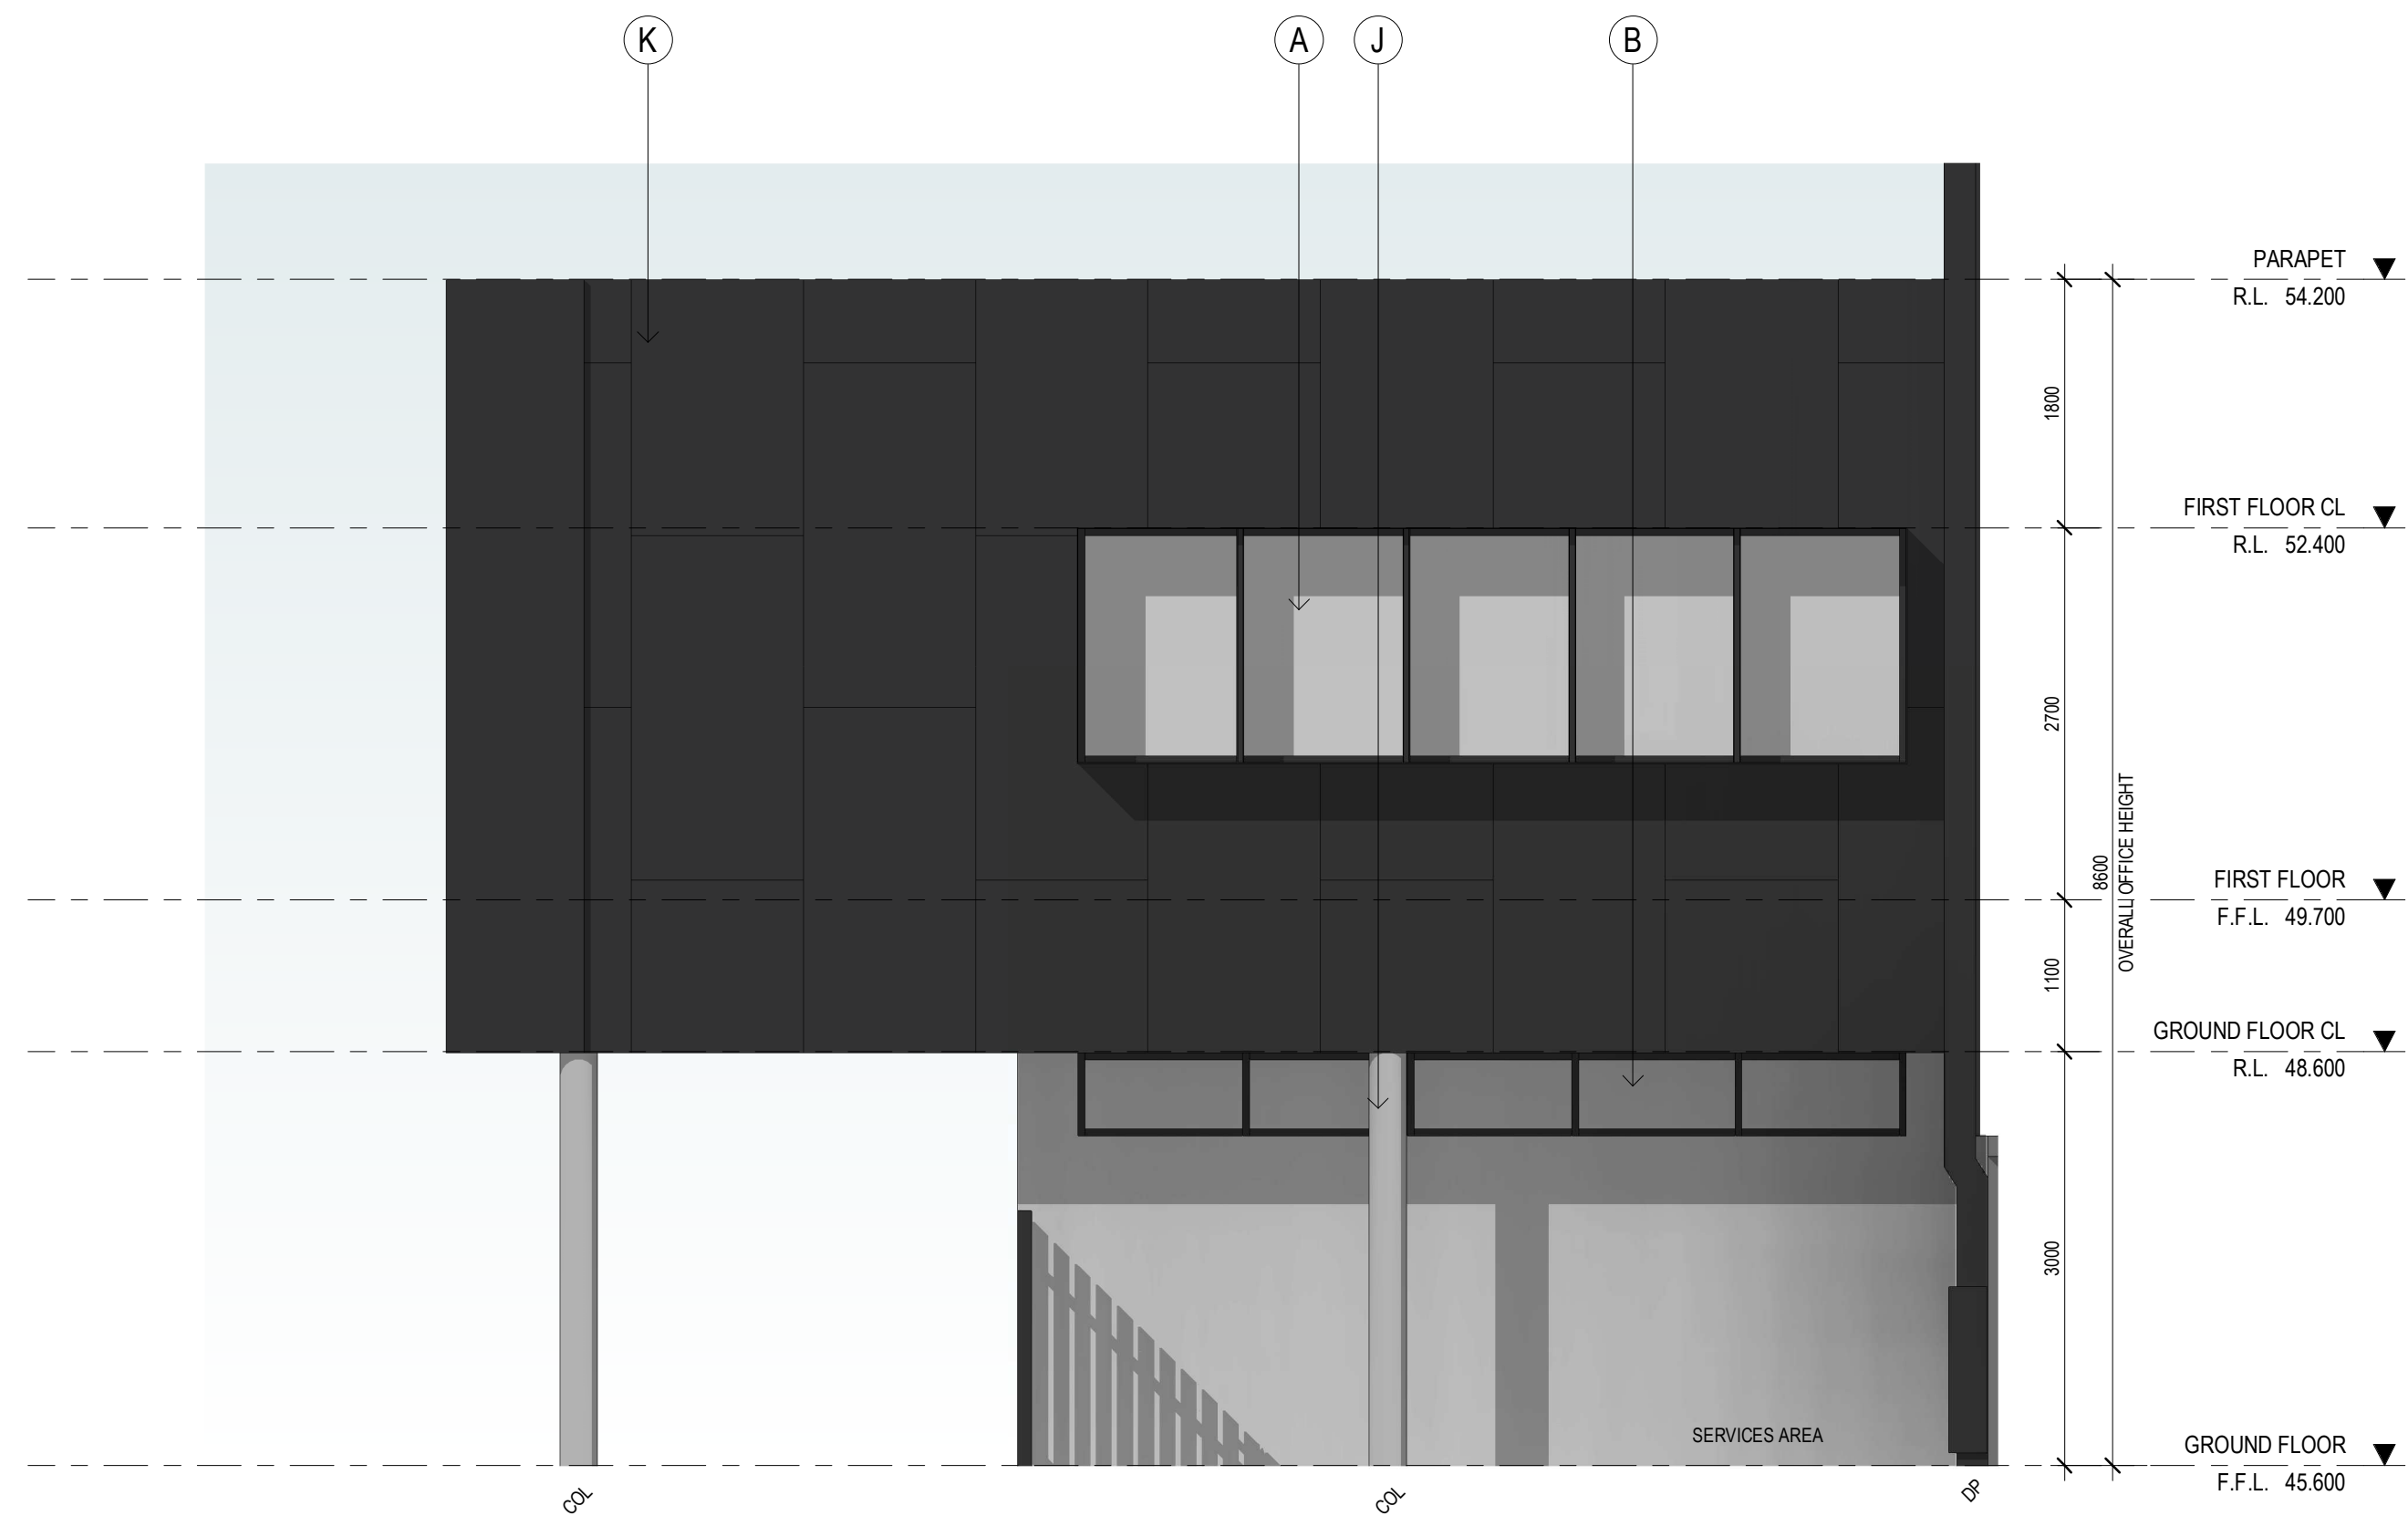 K
A
J
B
PARAPET
R.L. 54.200
1800
FIRST FLOOR CL
R.L. 52.400
2700
8600
OVERALL OFFICE HEIGHT
FIRST FLOOR
F.F.L. 49.700
1100
GROUND FLOOR CL
R.L. 48.600
3000
SERVICES AREA
GROUND FLOOR
F.F.L. 45.600
COL
COL
DP